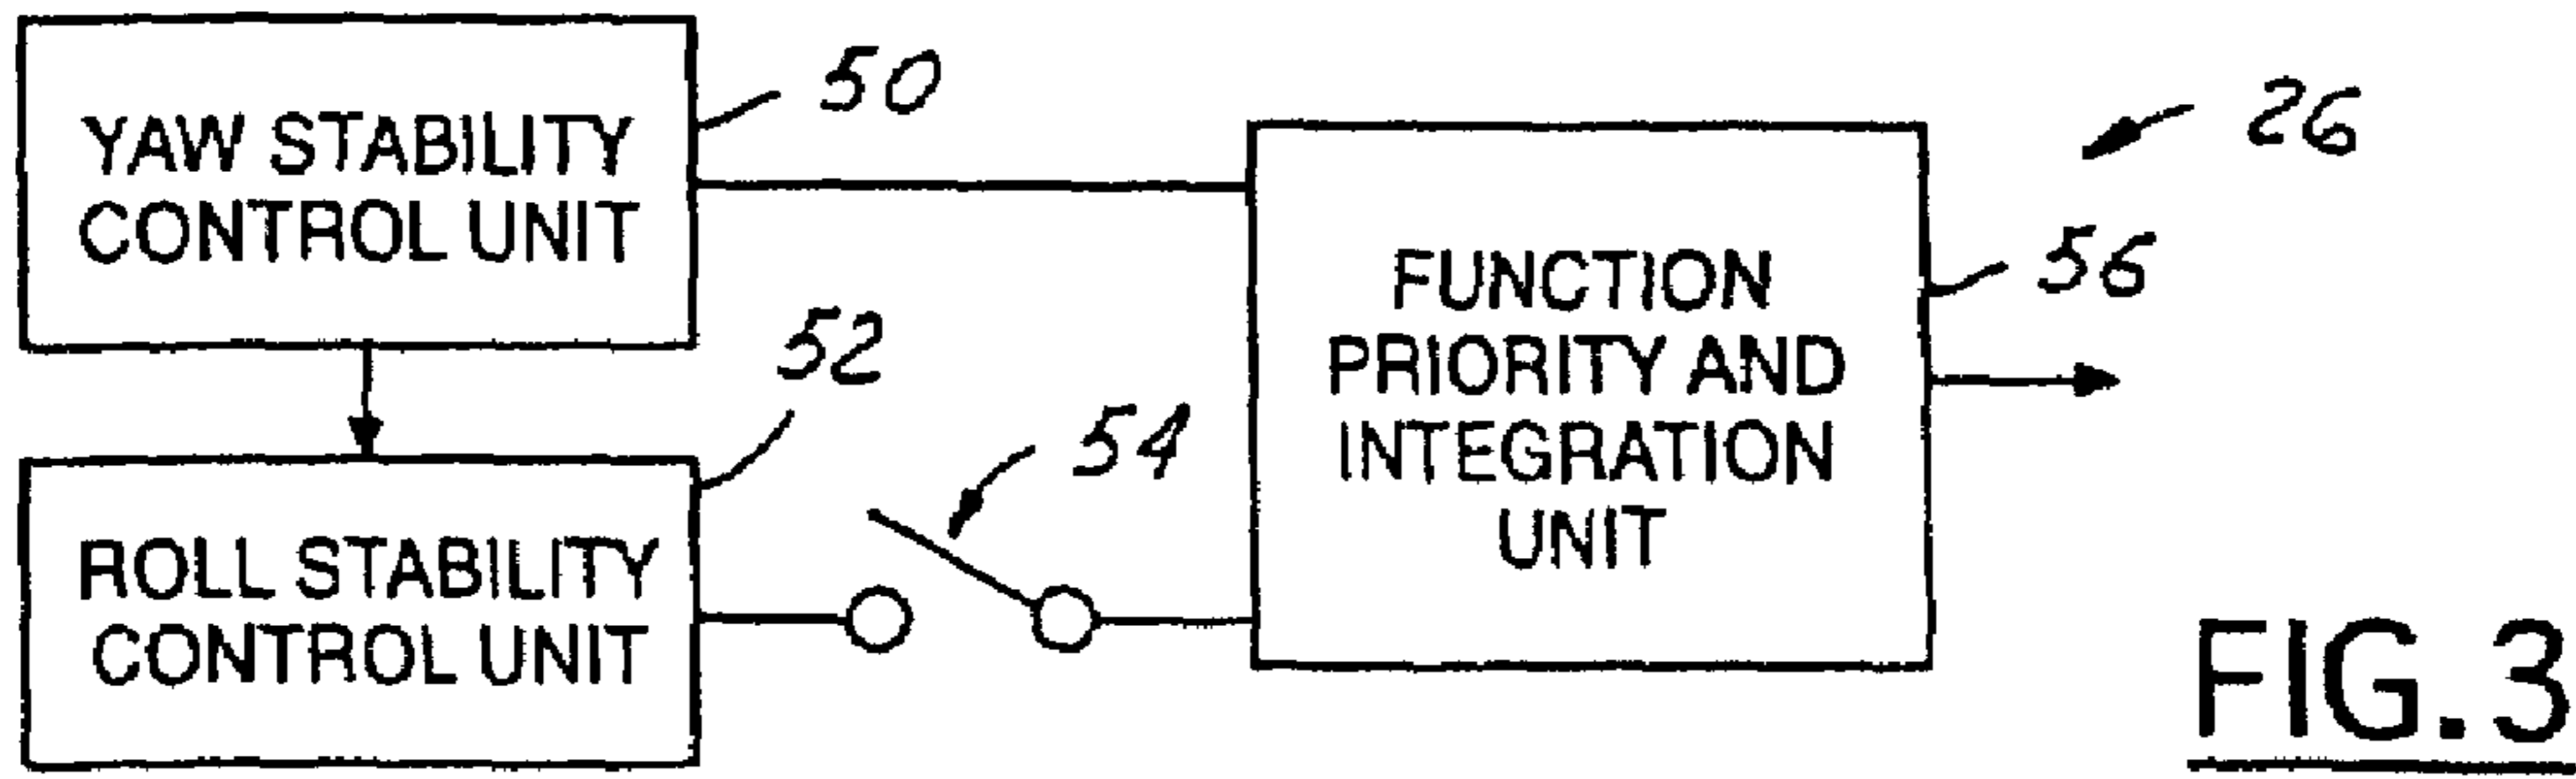 YAW STABILITY
CONTROL UNIT
50
ROLL STABILITY
CONTROL UNIT
52
54
FUNCTION
PRIORITY AND
INTEGRATION
UNIT
56
26
FIG. 3